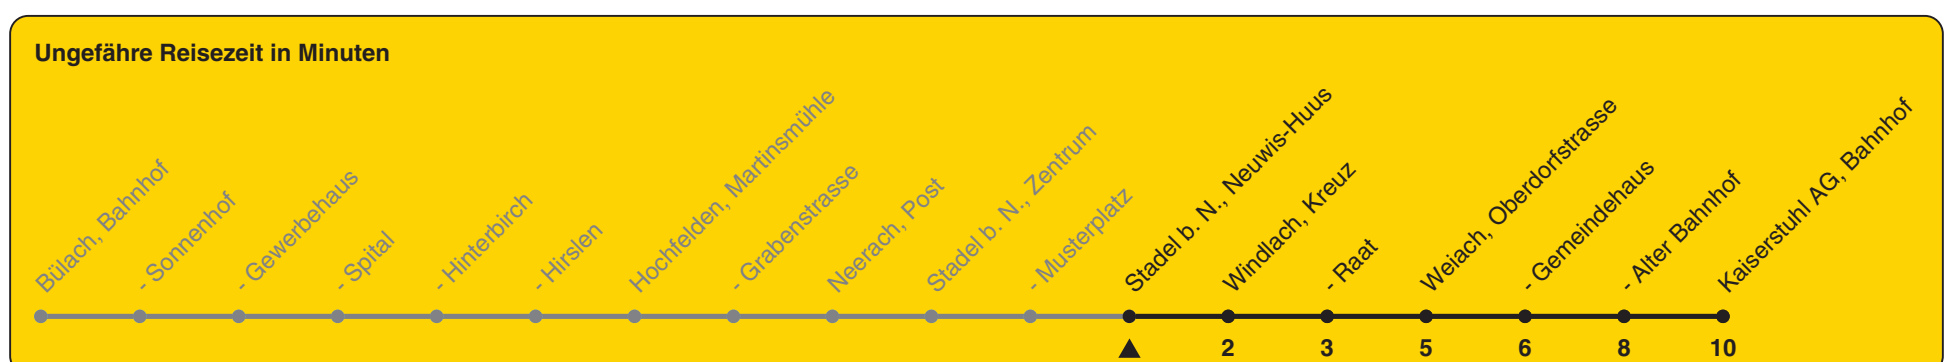 Ungefähre Reisezeit in Minuten
Bülach, Bahnhof
- Sonnenhof
- Gewerbehaus
- Spital
- Hinterbirch
- Hirslen
Hochfelden, Martinsmühle
- Grabenstrasse
Neerach, Post
Stadel b. N., Zentrum
- Musterplatz
Stadel b. N., Neuwis-Huus
Windlach, Kreuz
- Raat
Weiach, Oberdorfstrasse
- Gemeindehaus
- Alter Bahnhof
Kaiserstuhl AG, Bahnhof
2 3 5 6 8 10